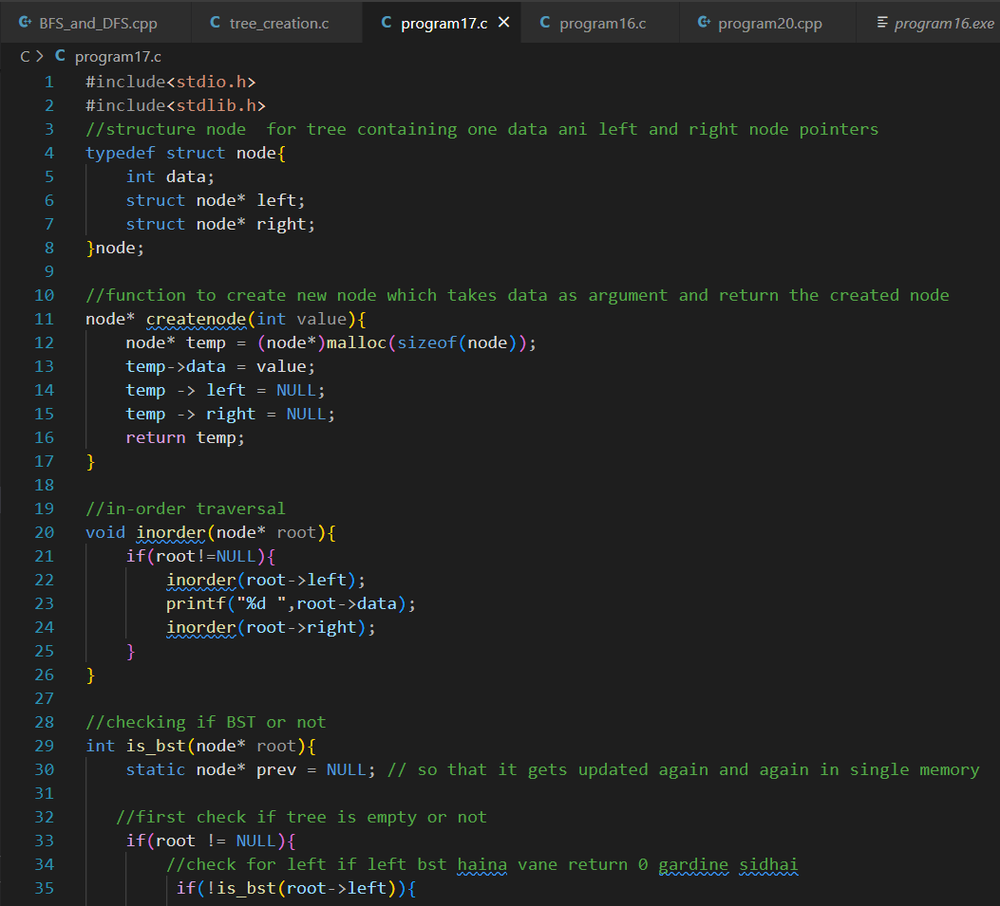 BFS_and_DFS.cpp tree_creation.c program17.c program16.c program20.cpp program16.exe
C > C program17.c
1 #include<stdio.h>
2 #include<stdlib.h>
3 //structure node  for tree containing one data ani left and right node pointers
4 typedef struct node{
5     int data;
6     struct node* left;
7     struct node* right;
8 }node;
9
10 //function to create new node which takes data as argument and return the created node
11 node* createnode(int value){
12     node* temp = (node*)malloc(sizeof(node));
13     temp->data = value;
14     temp -> left = NULL;
15     temp -> right = NULL;
16     return temp;
17 }
18
19 //in-order traversal
20 void inorder(node* root){
21     if(root!=NULL){
22         inorder(root->left);
23         printf("%d ",root->data);
24         inorder(root->right);
25     }
26 }
27
28 //checking if BST or not
29 int is_bst(node* root){
30     static node* prev = NULL; // so that it gets updated again and again in single memory
31
32    //first check if tree is empty or not
33     if(root != NULL){
34         //check for left if left bst haina vane return 0 gardine sidhai
35          if(!is_bst(root->left)){